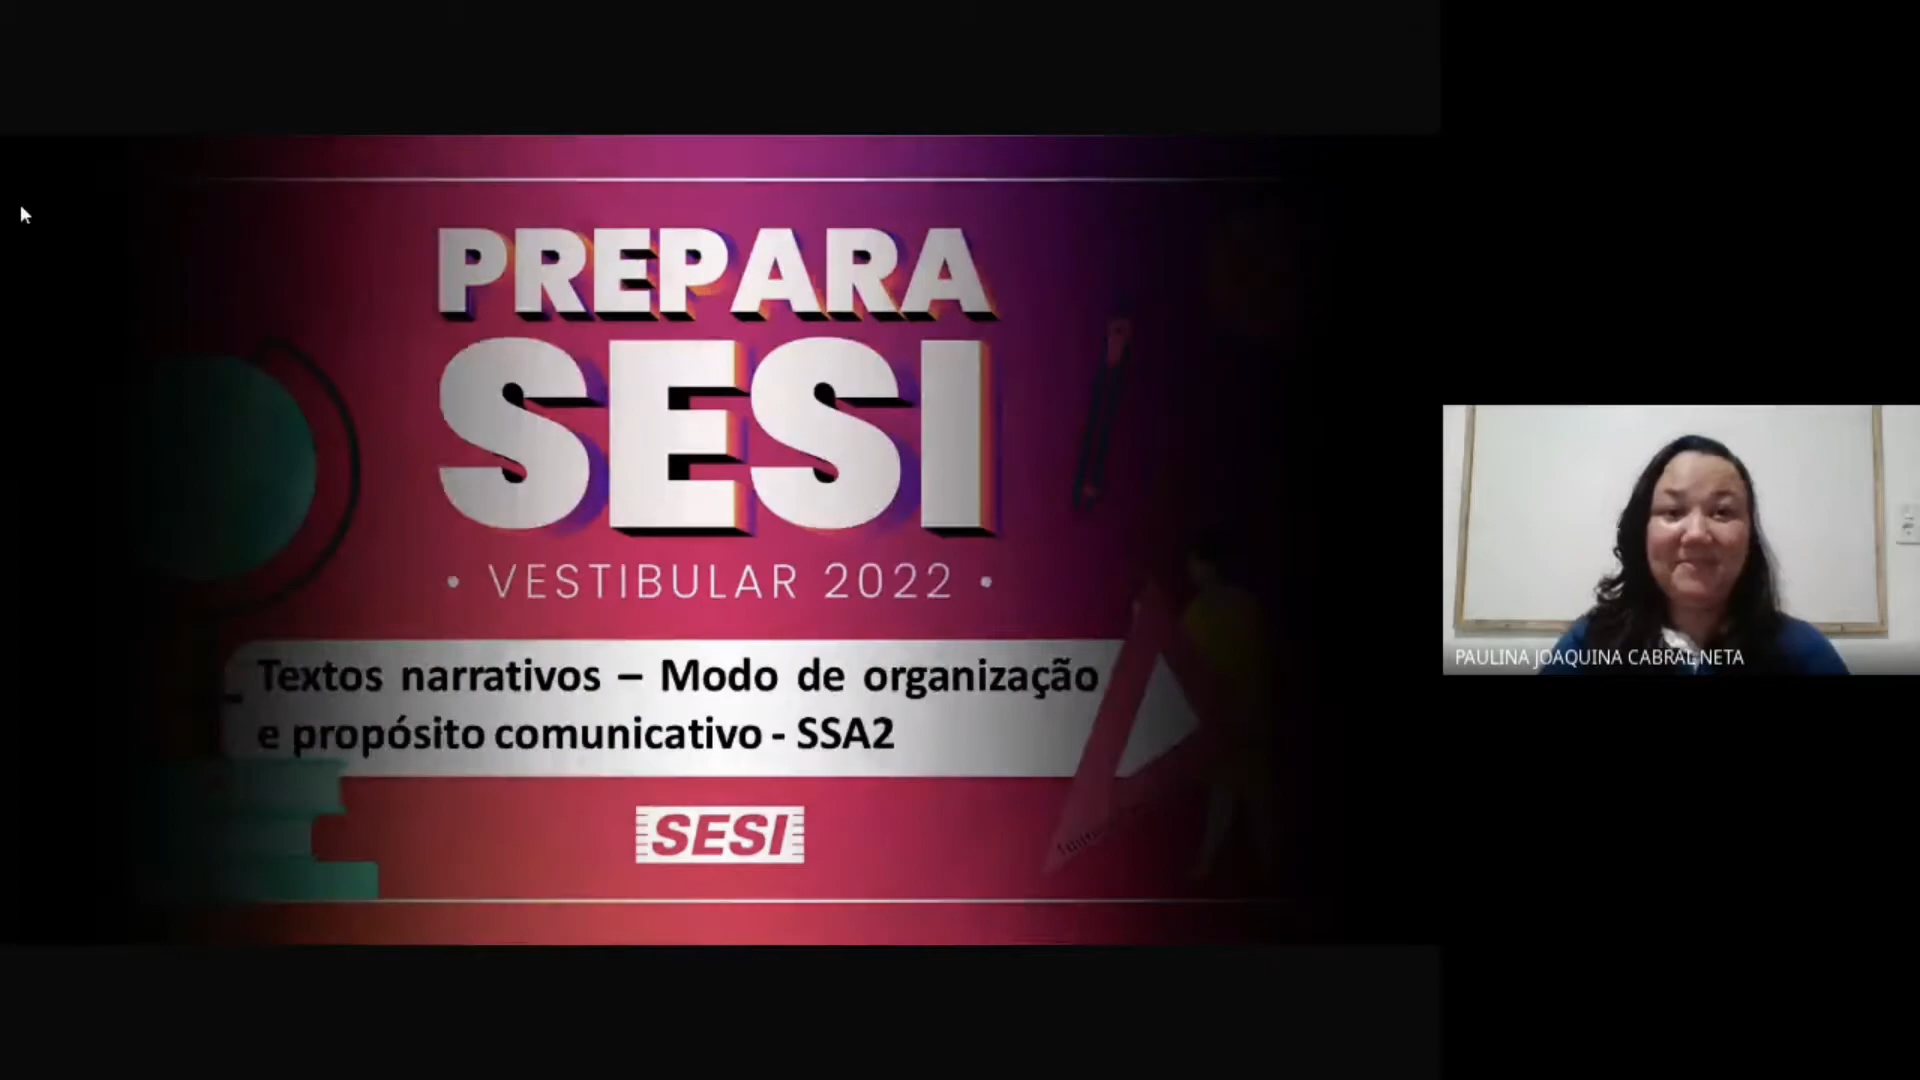 PREPARA
SESI
• VESTIBULAR 2022 •
Textos narrativos – Modo de organização
e propósito comunicativo - SSA2
SESI
PAULINA JOAQUINA CABRAL NETA